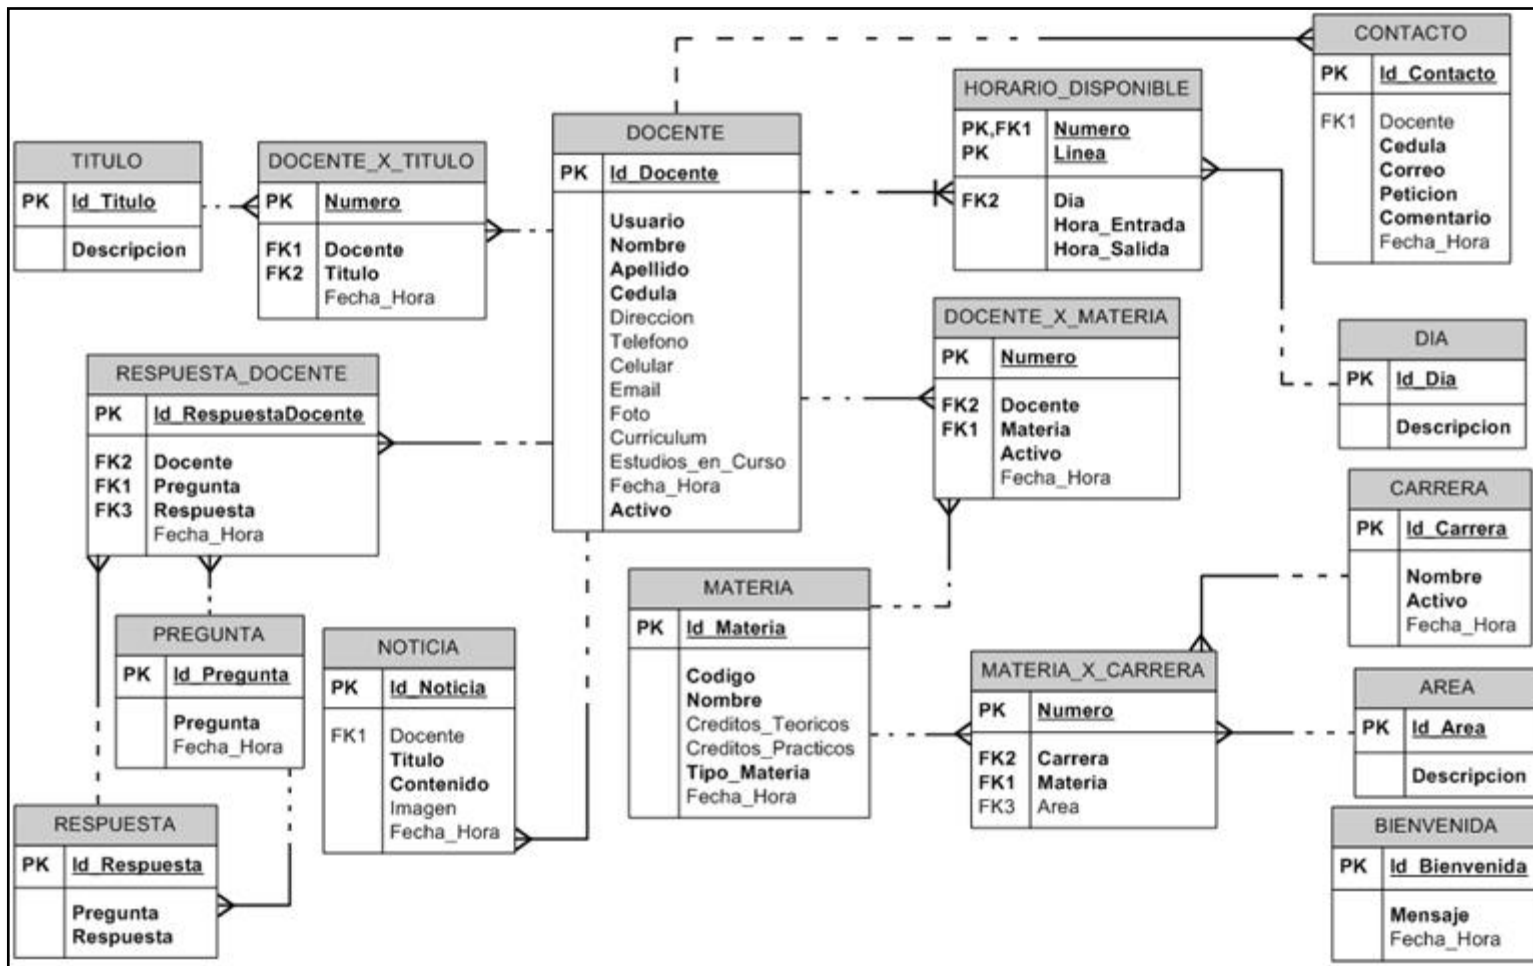 CONTACTO
PK Id_Contacto
FK1 Docente
Cedula
Correo
Peticion
Comentario
Fecha_Hora
HORARIO_DISPONIBLE
PK,FK1 Numero
PK Linea
FK2 Dia
Hora_Entrada
Hora_Salida
DOCENTE
PK Id_Docente
Usuario
Nombre
Apellido
Cedula
Direccion
Telefono
Celular
Email
Foto
Curriculum
Estudios_en_Curso
Fecha_Hora
Activo
TITULO
PK Id_Titulo
Descripcion
DOCENTE_X_TITULO
PK Numero
FK1 Docente
FK2 Titulo
Fecha_Hora
DOCENTE_X_MATERIA
PK Numero
FK2 Docente
FK1 Materia
Activo
Fecha_Hora
DIA
PK Id_Dia
Descripcion
RESPUESTA_DOCENTE
PK Id_RespuestaDocente
FK2 Docente
FK1 Pregunta
FK3 Respuesta
Fecha_Hora
CARRERA
PK Id_Carrera
Nombre
Activo
Fecha_Hora
MATERIA
PK Id_Materia
Codigo
Nombre
Creditos_Teoricos
Creditos_Practicos
Tipo_Materia
Fecha_Hora
PREGUNTA
PK Id_Pregunta
Pregunta
Fecha_Hora
NOTICIA
PK Id_Noticia
FK1 Docente
Titulo
Contenido
Imagen
Fecha_Hora
MATERIA_X_CARRERA
PK Numero
FK2 Carrera
FK1 Materia
FK3 Area
AREA
PK Id_Area
Descripcion
RESPUESTA
PK Id_Respuesta
Pregunta
Respuesta
BIENVENIDA
PK Id_Bienvenida
Mensaje
Fecha_Hora